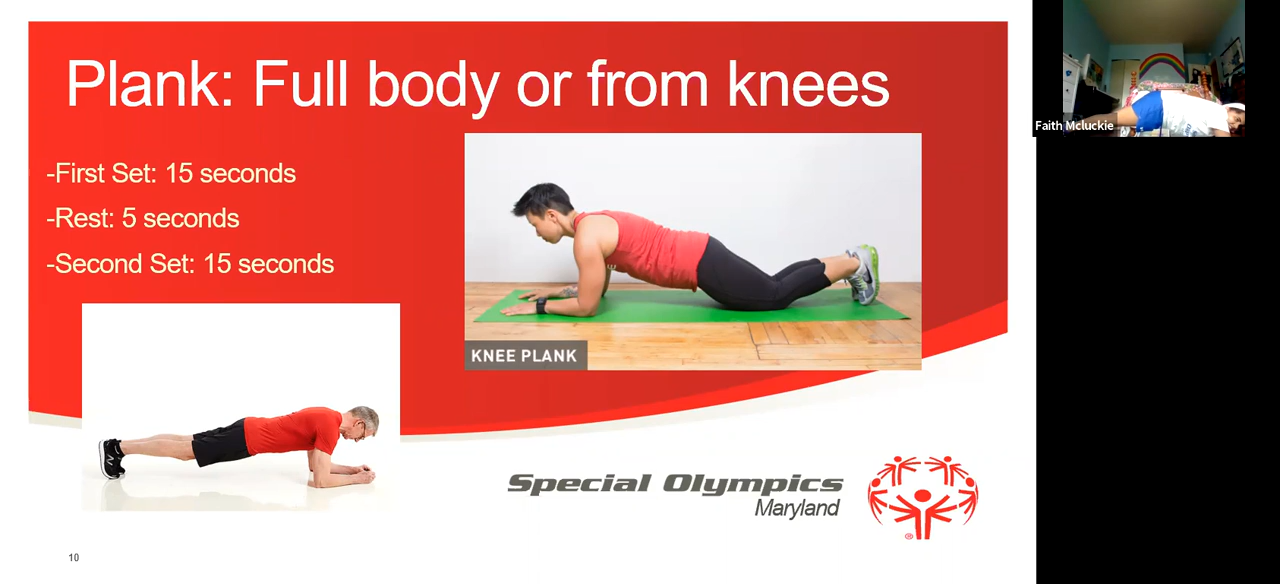 Plank: Full body or from knees
-First Set: 15 seconds
-Rest: 5 seconds
-Second Set: 15 seconds
KNEE PLANK
Special Olympics
Maryland
®
10
Faith Mcluckie